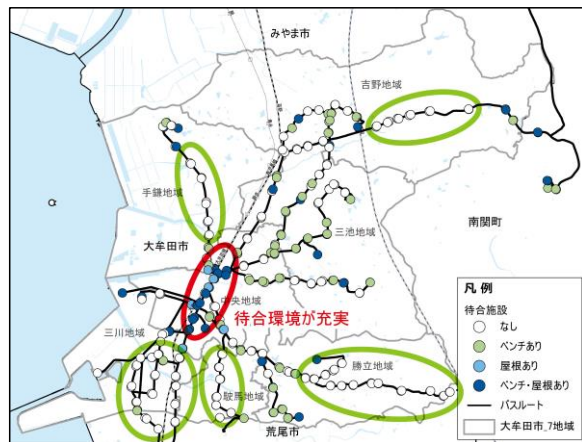 みやま市
吉野地域
手鎌地域
南関町
三池地域
大牟田市
中央地域
待合環境が充実
三川地域
勝立地域
駛馬地域
荒尾市
凡 例
待合施設
なし
ベンチあり
屋根あり
ベンチ・屋根あり
バスルート
大牟田市_7地域